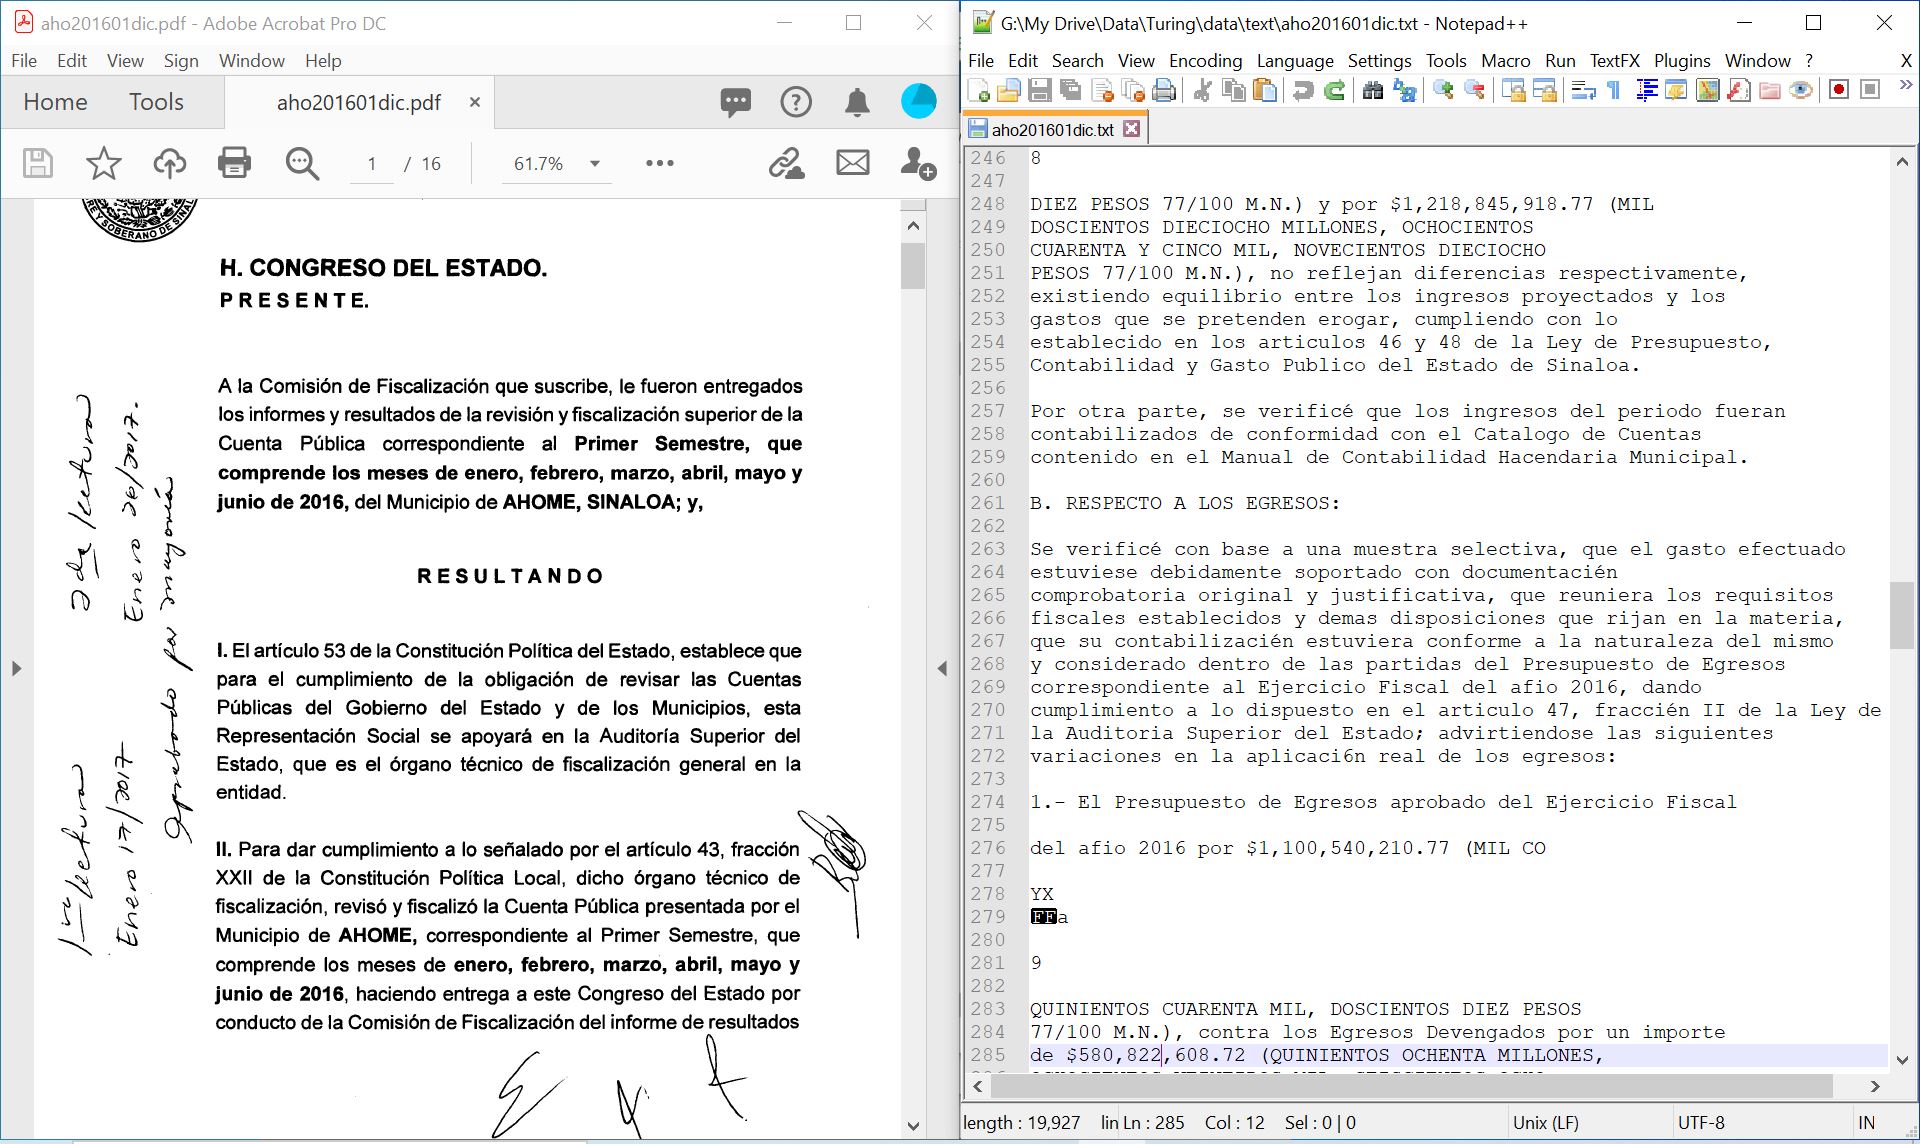 aho201601dic.pdf - Adobe Acrobat Pro DC
File Edit View Sign Window Help
Home Tools aho201601dic.pdf ×
1 / 16 61.7%
REY SOBERANO DE SINAL
H. CONGRESO DEL ESTADO.
P R E S E N T E.
A la Comisión de Fiscalización que suscribe, le fueron entregados
los informes y resultados de la revisión y fiscalización superior de la
Cuenta Pública correspondiente al Primer Semestre, que
comprende los meses de enero, febrero, marzo, abril, mayo y
junio de 2016, del Municipio de AHOME, SINALOA; y,
R E S U L T A N D O
I. El artículo 53 de la Constitución Política del Estado, establece que
para el cumplimiento de la obligación de revisar las Cuentas
Públicas del Gobierno del Estado y de los Municipios, esta
Representación Social se apoyará en la Auditoría Superior del
Estado, que es el órgano técnico de fiscalización general en la
entidad.
II. Para dar cumplimiento a lo señalado por el artículo 43, fracción
XXII de la Constitución Política Local, dicho órgano técnico de
fiscalización, revisó y fiscalizó la Cuenta Pública presentada por el
Municipio de AHOME, correspondiente al Primer Semestre, que
comprende los meses de enero, febrero, marzo, abril, mayo y
junio de 2016, haciendo entrega a este Congreso del Estado por
conducto de la Comisión de Fiscalización del informe de resultados
1ra lectura
Enero 17/2017
2da lectura
Enero 26/2017.
aprobado por mayoría
G:\My Drive\Data\Turing\data\text\aho201601dic.txt - Notepad++
File Edit Search View Encoding Language Settings Tools Macro Run TextFX Plugins Window ? X
aho201601dic.txt
246 8
247
248 DIEZ PESOS 77/100 M.N.) y por $1,218,845,918.77 (MIL
249 DOSCIENTOS DIECIOCHO MILLONES, OCHOCIENTOS
250 CUARENTA Y CINCO MIL, NOVECIENTOS DIECIOCHO
251 PESOS 77/100 M.N.), no reflejan diferencias respectivamente,
252 existiendo equilibrio entre los ingresos proyectados y los
253 gastos que se pretenden erogar, cumpliendo con lo
254 establecido en los articulos 46 y 48 de la Ley de Presupuesto,
255 Contabilidad y Gasto Publico del Estado de Sinaloa.
256
257 Por otra parte, se verificé que los ingresos del periodo fueran
258 contabilizados de conformidad con el Catalogo de Cuentas
259 contenido en el Manual de Contabilidad Hacendaria Municipal.
260
261 B. RESPECTO A LOS EGRESOS:
262
263 Se verificé con base a una muestra selectiva, que el gasto efectuado
264 estuviese debidamente soportado con documentacién
265 comprobatoria original y justificativa, que reuniera los requisitos
266 fiscales establecidos y demas disposiciones que rijan en la materia,
267 que su contabilizacién estuviera conforme a la naturaleza del mismo
268 y considerado dentro de las partidas del Presupuesto de Egresos
269 correspondiente al Ejercicio Fiscal del afio 2016, dando
270 cumplimiento a lo dispuesto en el articulo 47, fraccién II de la Ley de
271 la Auditoria Superior del Estado; advirtiendose las siguientes
272 variaciones en la aplicaci6n real de los egresos:
273
274 1.- El Presupuesto de Egresos aprobado del Ejercicio Fiscal
275
276 del afio 2016 por $1,100,540,210.77 (MIL CO
277
278 YX
279 FFa
280
281 9
282
283 QUINIENTOS CUARENTA MIL, DOSCIENTOS DIEZ PESOS
284 77/100 M.N.), contra los Egresos Devengados por un importe
285 de $580,822,608.72 (QUINIENTOS OCHENTA MILLONES,
length : 19,927 lin Ln : 285 Col : 12 Sel : 0 | 0 Unix (LF) UTF-8 IN